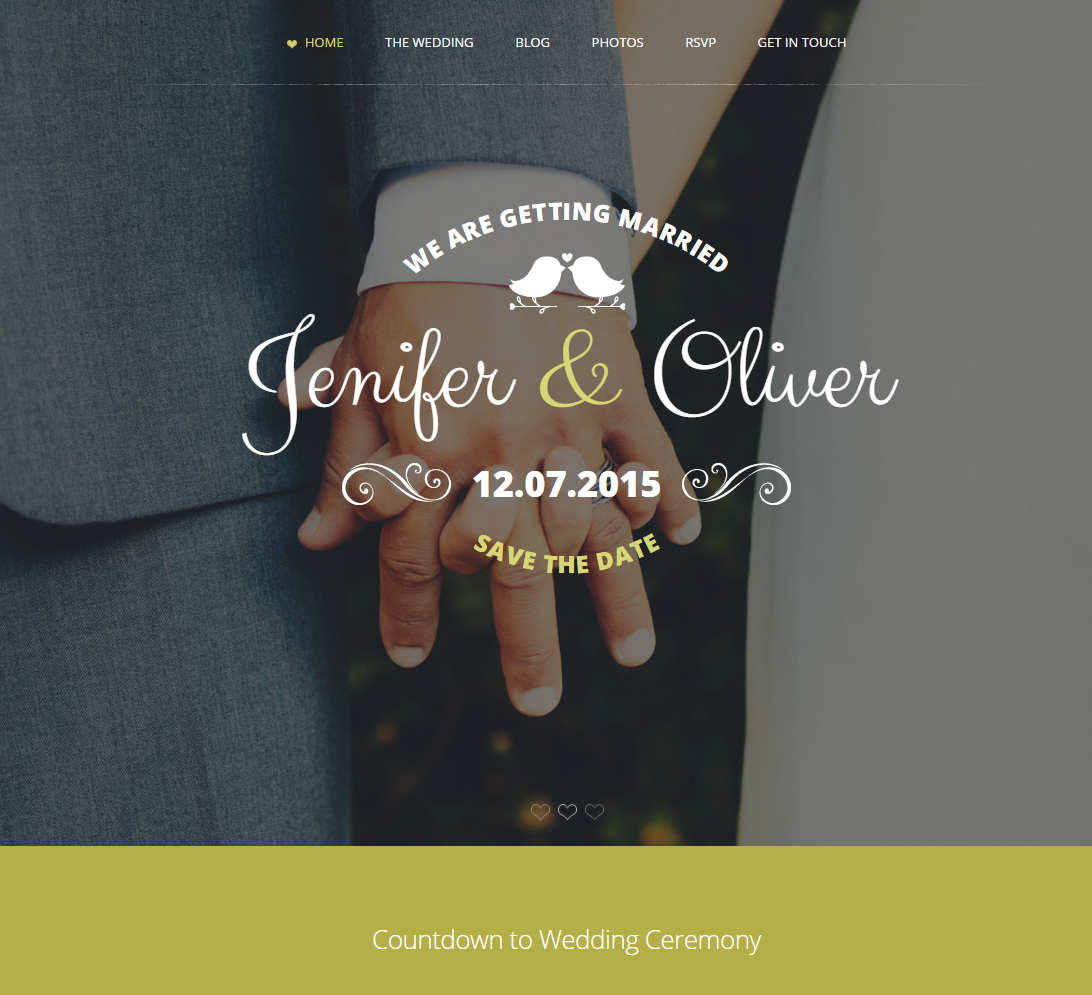 HOME THE WEDDING BLOG PHOTOS RSVP GET IN TOUCH
WE ARE GETTING MARRIED
Jenifer & Oliver
12.07.2015
SAVE THE DATE
Countdown to Wedding Ceremony